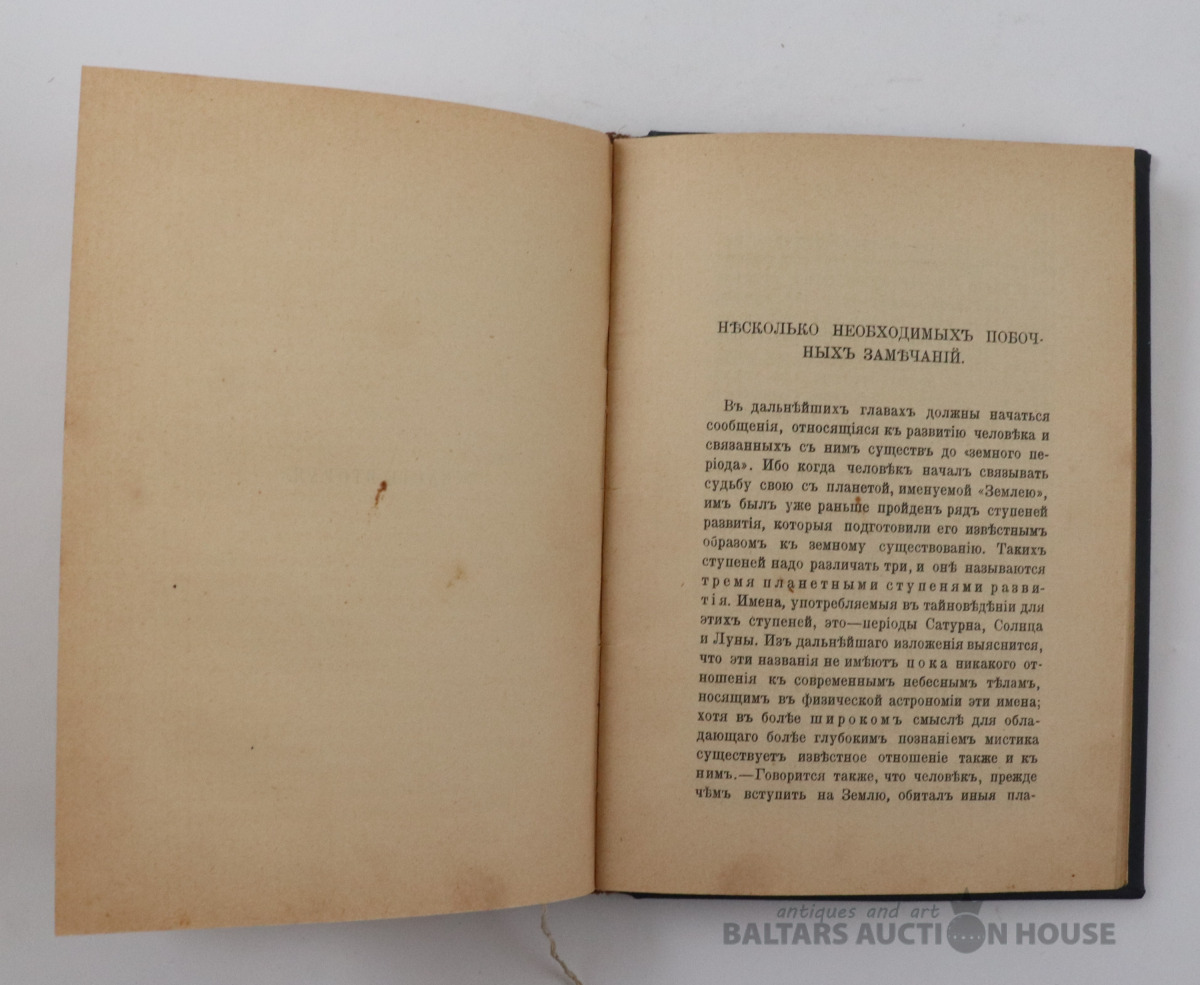 НѢСКОЛЬКО НЕОБХОДИМЫХЪ ПОБОЧ-
НЫХЪ ЗАМѢЧАНІЙ.
Въ дальнѣйшихъ главахъ должны начаться
сообщенія, относящіяся къ развитію человѣка и
связанныхъ съ нимъ существъ до «земного пе-
ріода». Ибо когда человѣкъ началъ связывать
судьбу свою съ планетой, именуемой «Землею»,
имъ былъ уже раньше пройденъ рядъ ступеней
развитія, которыя подготовили его извѣстнымъ
образомъ къ земному существованію. Такихъ
ступеней надо различать три, и онѣ называются
тремя планетными ступенями разви-
тія. Имена, употребляемыя въ тайновѣдѣніи для
этихъ ступеней, это—періоды Сатурна, Солнца
и Луны. Изъ дальнѣйшаго изложенія выяснится,
что эти названія не имѣютъ пока никакого от-
ношенія къ современнымъ небеснымъ тѣламъ,
носящимъ въ физической астрономіи эти имена;
хотя въ болѣе широкомъ смыслѣ для обла-
дающаго болѣе глубокимъ познаніемъ мистика
существуетъ извѣстное отношеніе также и къ
нимъ.—Говорится также, что человѣкъ, прежде
чѣмъ вступить на Землю, обиталъ иныя пла-
antiques and art
BALTARS AUCTION HOUSE